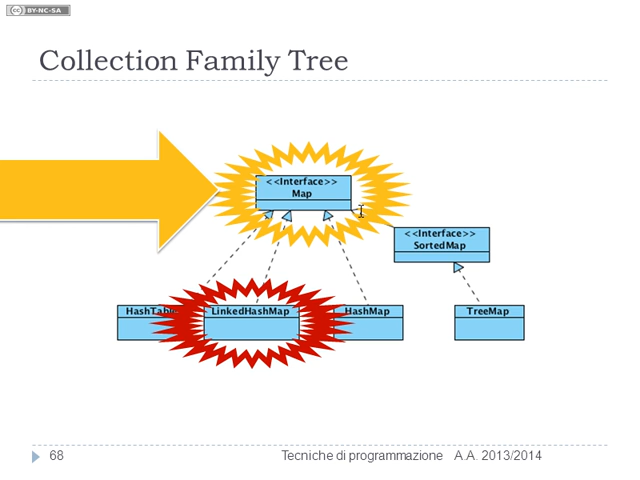 BY-NC-SA
Collection Family Tree
<<Interface>>
Map
<<Interface>>
SortedMap
HashTable
LinkedHashMap
HashMap
TreeMap
68
Tecniche di programmazione A.A. 2013/2014